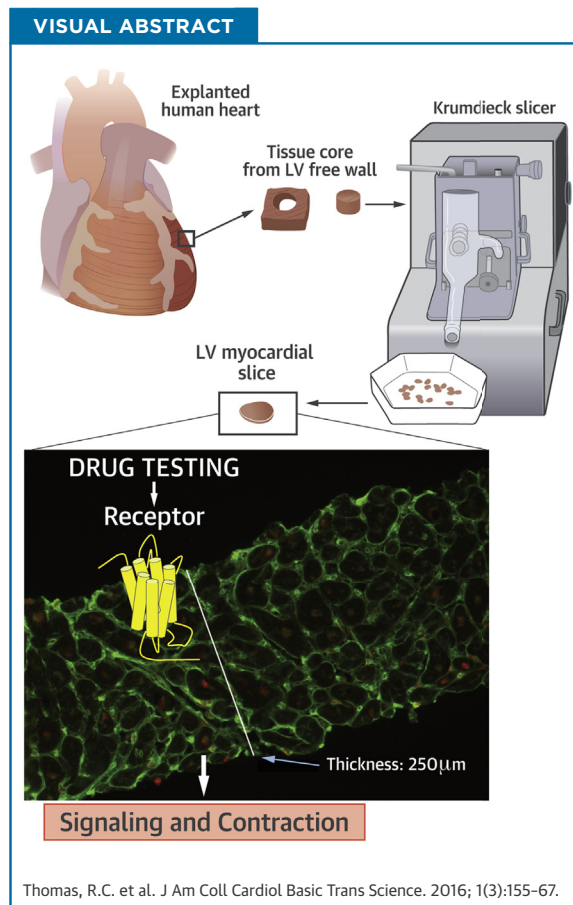 VISUAL ABSTRACT
Explanted
human heart
Krumdieck slicer
Tissue core
from LV free wall
LV myocardial
slice
DRUG TESTING
Receptor
Thickness: 250μm
Signaling and Contraction
Thomas, R.C. et al. J Am Coll Cardiol Basic Trans Science. 2016; 1(3):155–67.